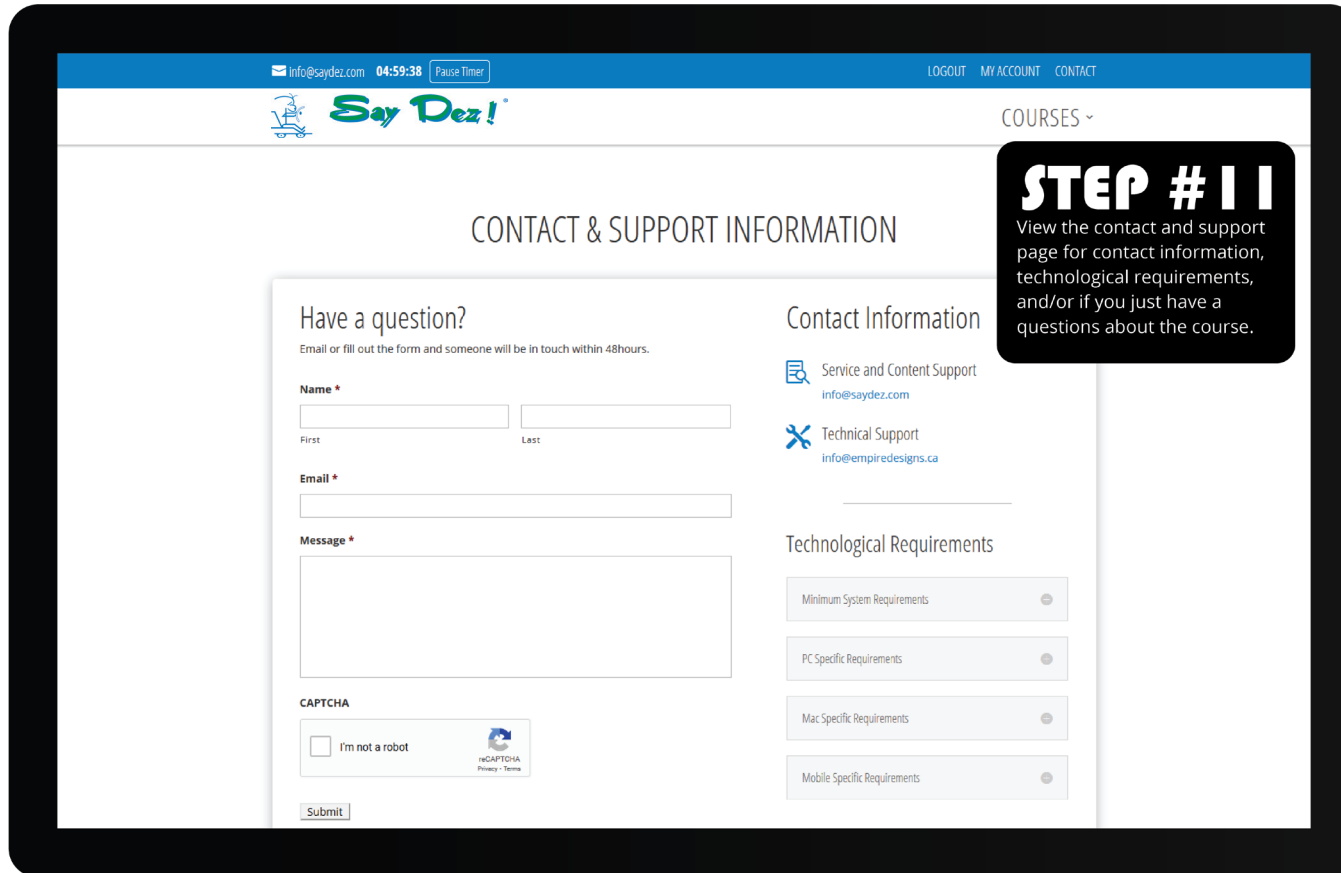 info@saydez.com 04:59:38 Pause Timer
LOGOUT MY ACCOUNT CONTACT
Say Dez!®
COURSES
STEP #11
View the contact and support
page for contact information,
technological requirements,
and/or if you just have a
questions about the course.
CONTACT & SUPPORT INFORMATION
Have a question?
Email or fill out the form and someone will be in touch within 48hours.
Name *
First Last
Email *
Message *
CAPTCHA
I'm not a robot
reCAPTCHA
Privacy - Terms
Submit
Contact Information
Service and Content Support
info@saydez.com
Technical Support
info@empiredesigns.ca
Technological Requirements
Minimum System Requirements
PC Specific Requirements
Mac Specific Requirements
Mobile Specific Requirements